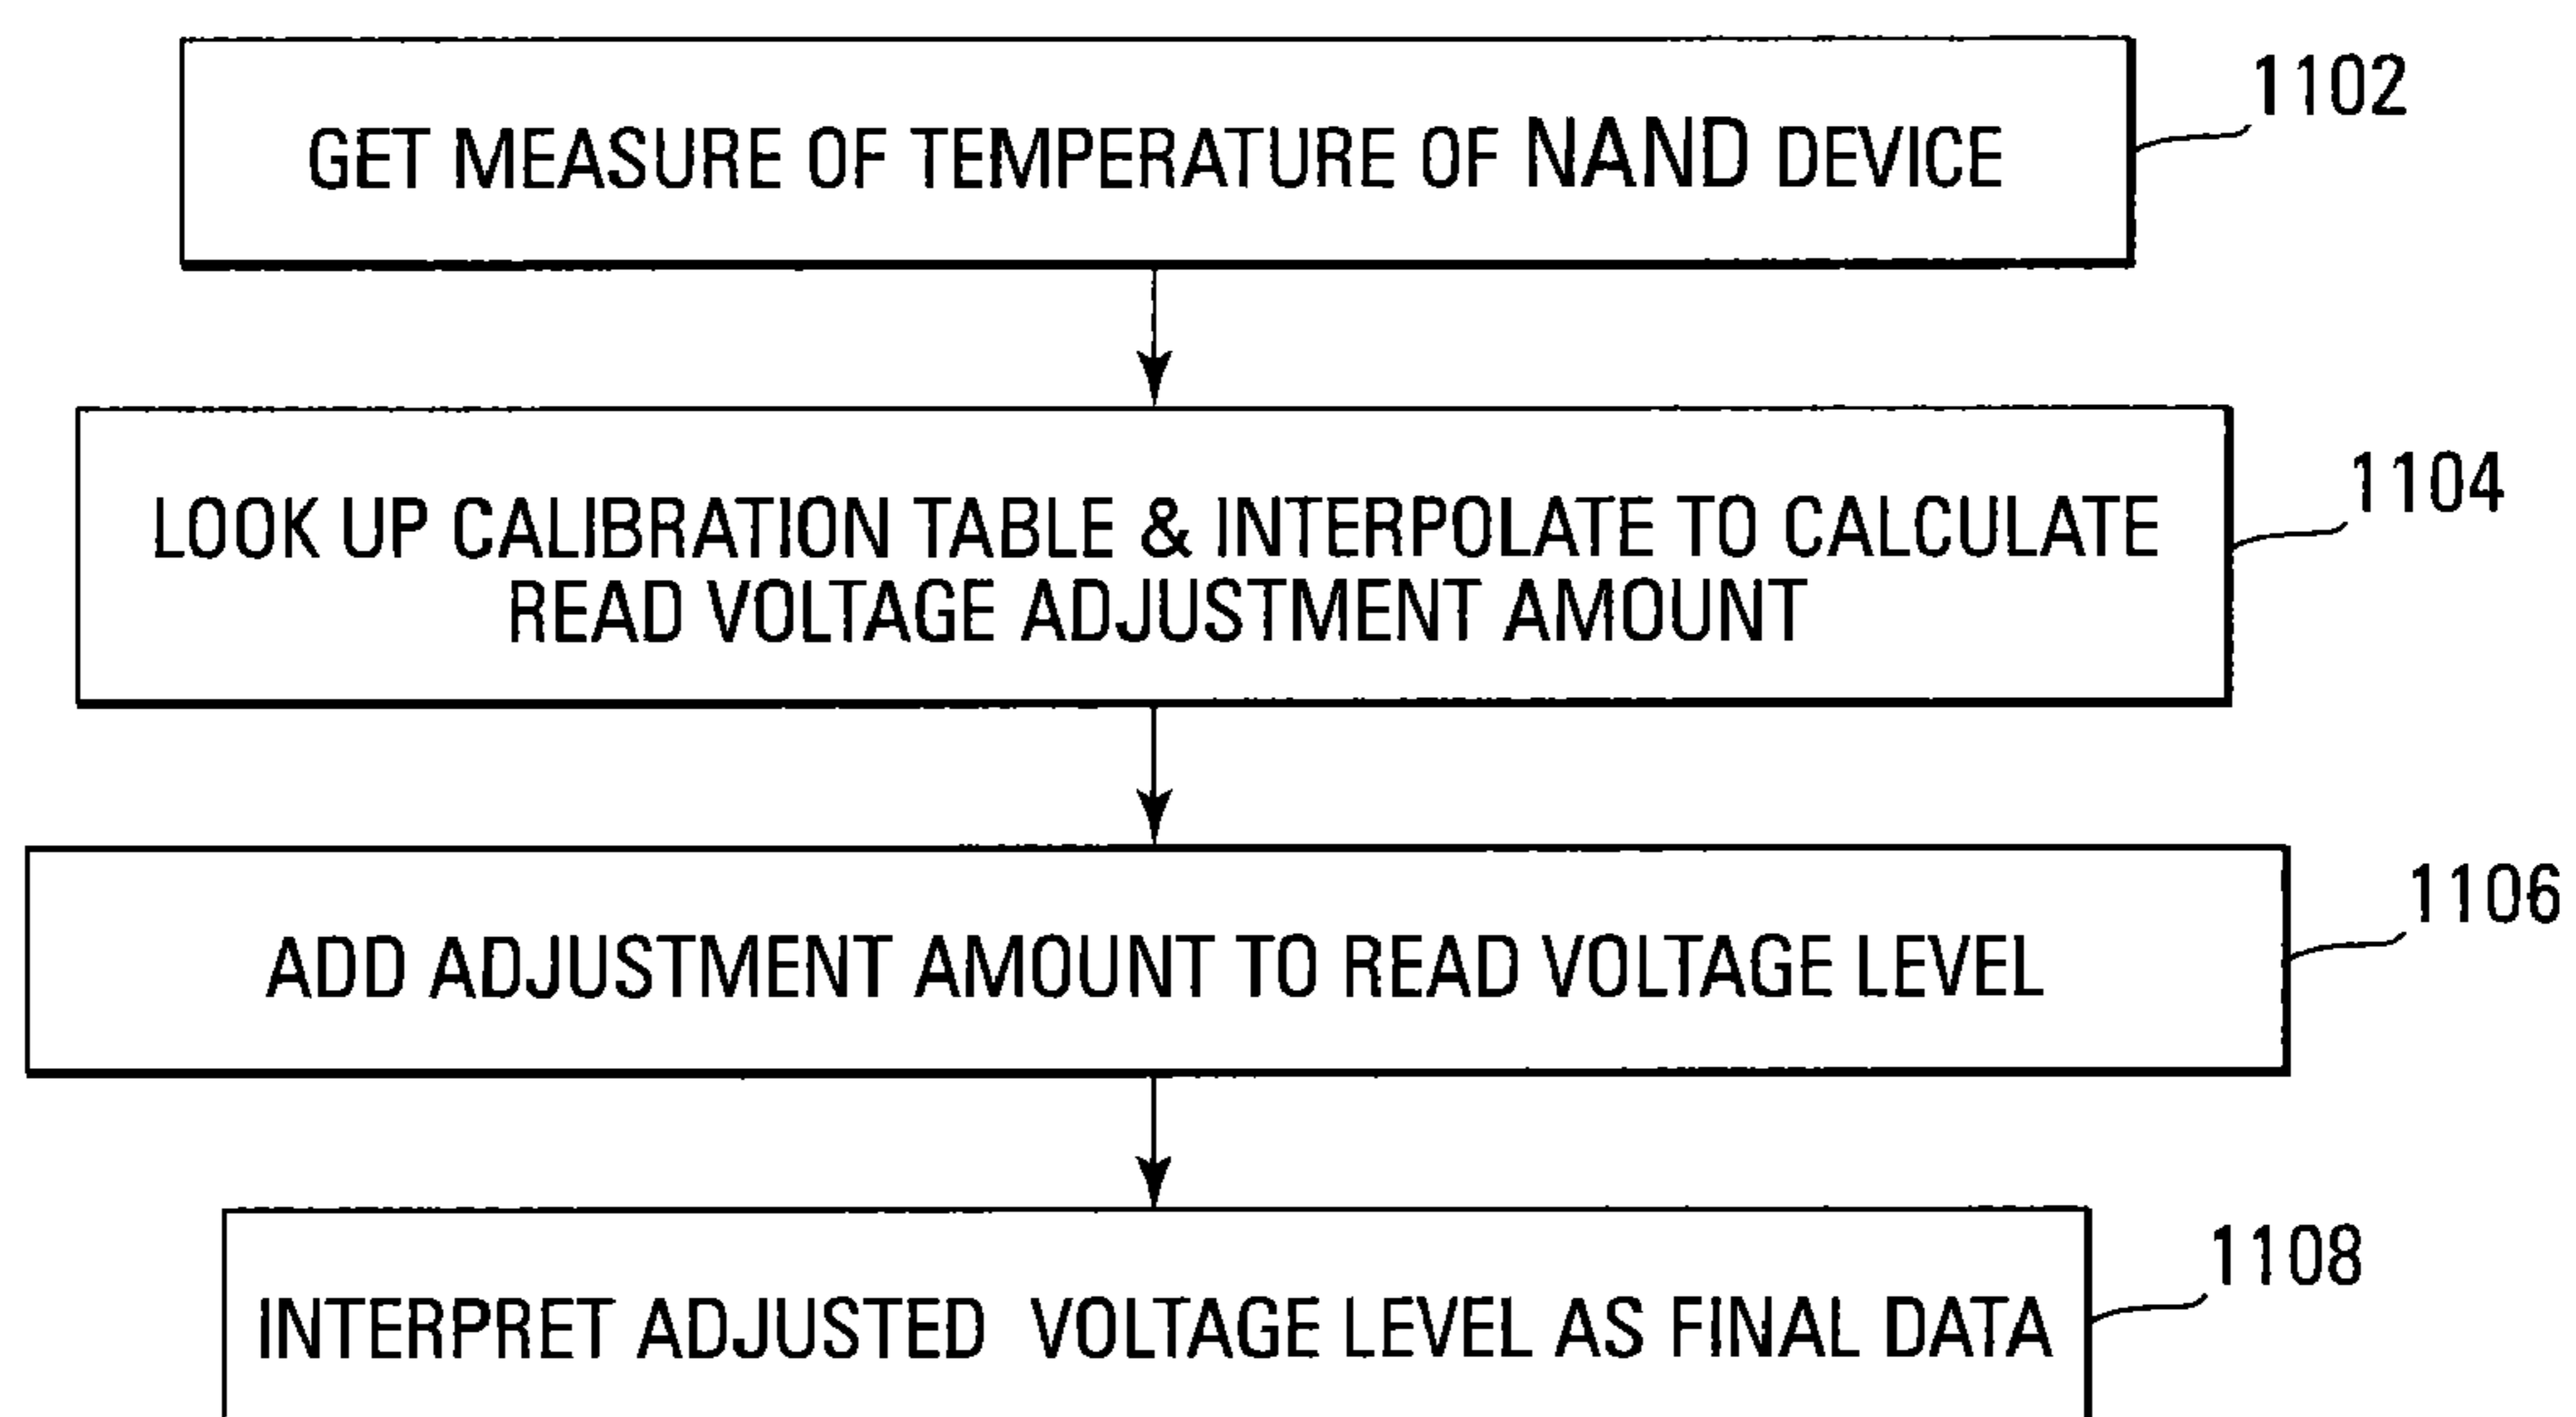 GET MEASURE OF TEMPERATURE OF NAND DEVICE
1102
LOOK UP CALIBRATION TABLE & INTERPOLATE TO CALCULATE
READ VOLTAGE ADJUSTMENT AMOUNT
1104
ADD ADJUSTMENT AMOUNT TO READ VOLTAGE LEVEL
1106
INTERPRET ADJUSTED VOLTAGE LEVEL AS FINAL DATA
1108